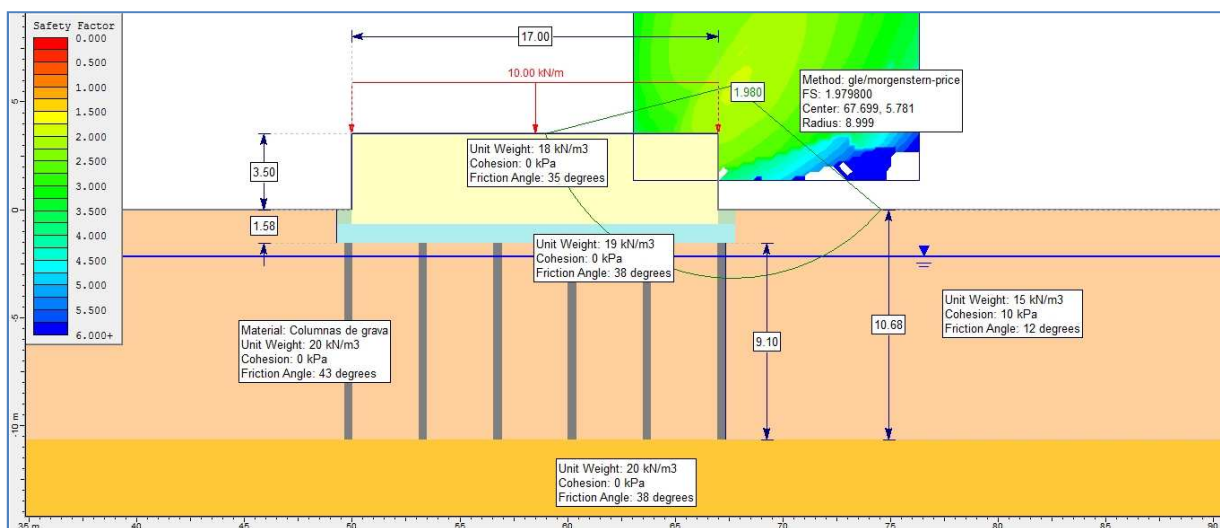 Safety Factor
0.000
0.500
1.000
1.500
2.000
2.500
3.000
3.500
4.000
4.500
5.000
5.500
6.000+
17.00
10.00 kN/m
1.980
Method: gle/morgenstern-price
FS: 1.979800
Center: 67.699, 5.781
Radius: 8.999
Unit Weight: 18 kN/m3
Cohesion: 0 kPa
Friction Angle: 35 degrees
3.50
1.58
Unit Weight: 19 kN/m3
Cohesion: 0 kPa
Friction Angle: 38 degrees
Material: Columnas de grava
Unit Weight: 20 kN/m3
Cohesion: 0 kPa
Friction Angle: 43 degrees
9.10
10.68
Unit Weight: 15 kN/m3
Cohesion: 10 kPa
Friction Angle: 12 degrees
Unit Weight: 20 kN/m3
Cohesion: 0 kPa
Friction Angle: 38 degrees
5
0
-5
-10 m
35 m
40
45
50
55
60
65
70
75
80
85
90